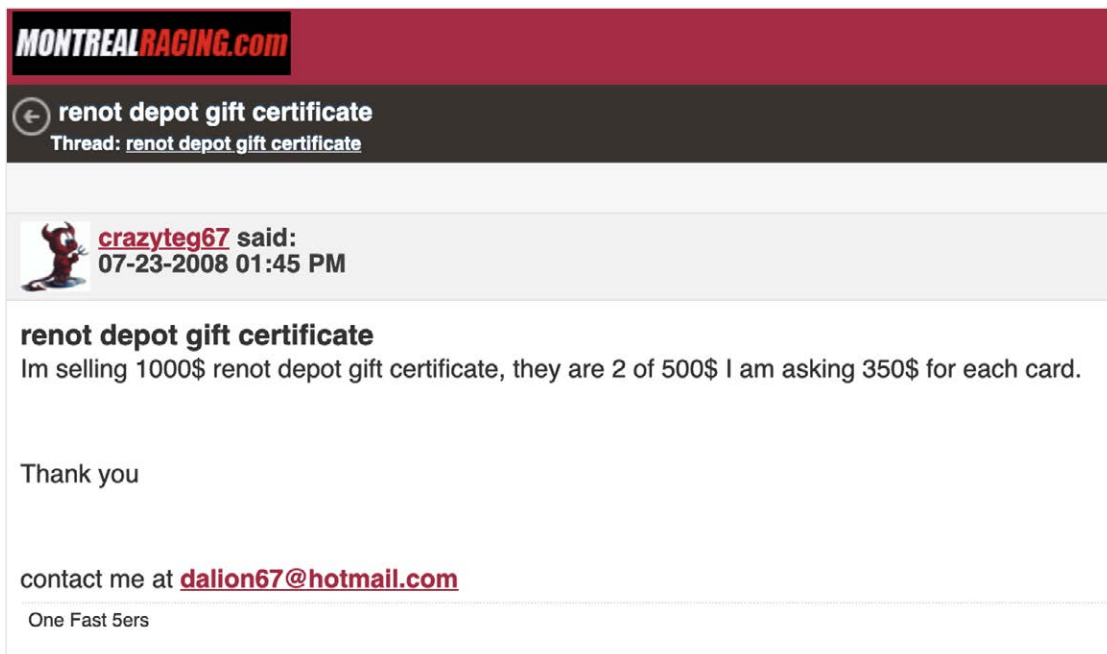 MONTREALRACING.com
renot depot gift certificate
Thread: renot depot gift certificate
crazyteg67 said:
07-23-2008 01:45 PM
renot depot gift certificate
Im selling 1000$ renot depot gift certificate, they are 2 of 500$ I am asking 350$ for each card.
Thank you
contact me at dalion67@hotmail.com
One Fast 5ers